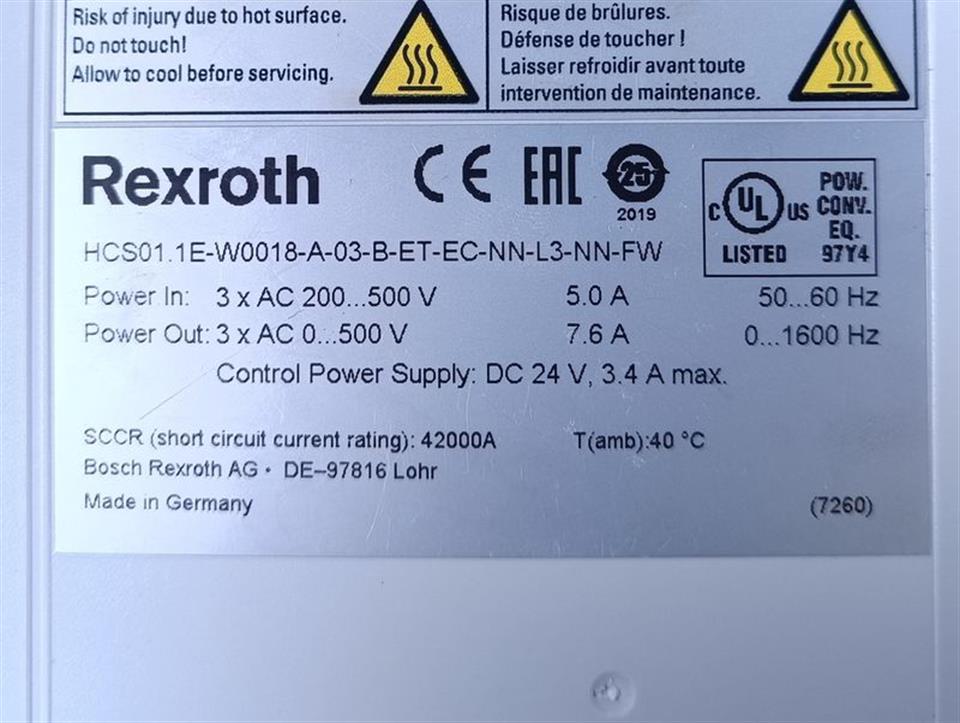 Risk of injury due to hot surface.
Do not touch!
Allow to cool before servicing.
Risque de brûlures.
Défense de toucher !
Laisser refroidir avant toute
intervention de maintenance.
Rexroth
CE
EAC
25
2019
C UL US
LISTED
POW.
CONV.
EQ.
97Y4
HCS01.1E-W0018-A-03-B-ET-EC-NN-L3-NN-FW
Power In: 3 x AC 200...500 V 5.0 A 50...60 Hz
Power Out: 3 x AC 0...500 V 7.6 A 0...1600 Hz
Control Power Supply: DC 24 V, 3.4 A max.
SCCR (short circuit current rating): 42000A T(amb):40 °C
Bosch Rexroth AG • DE–97816 Lohr
Made in Germany (7260)